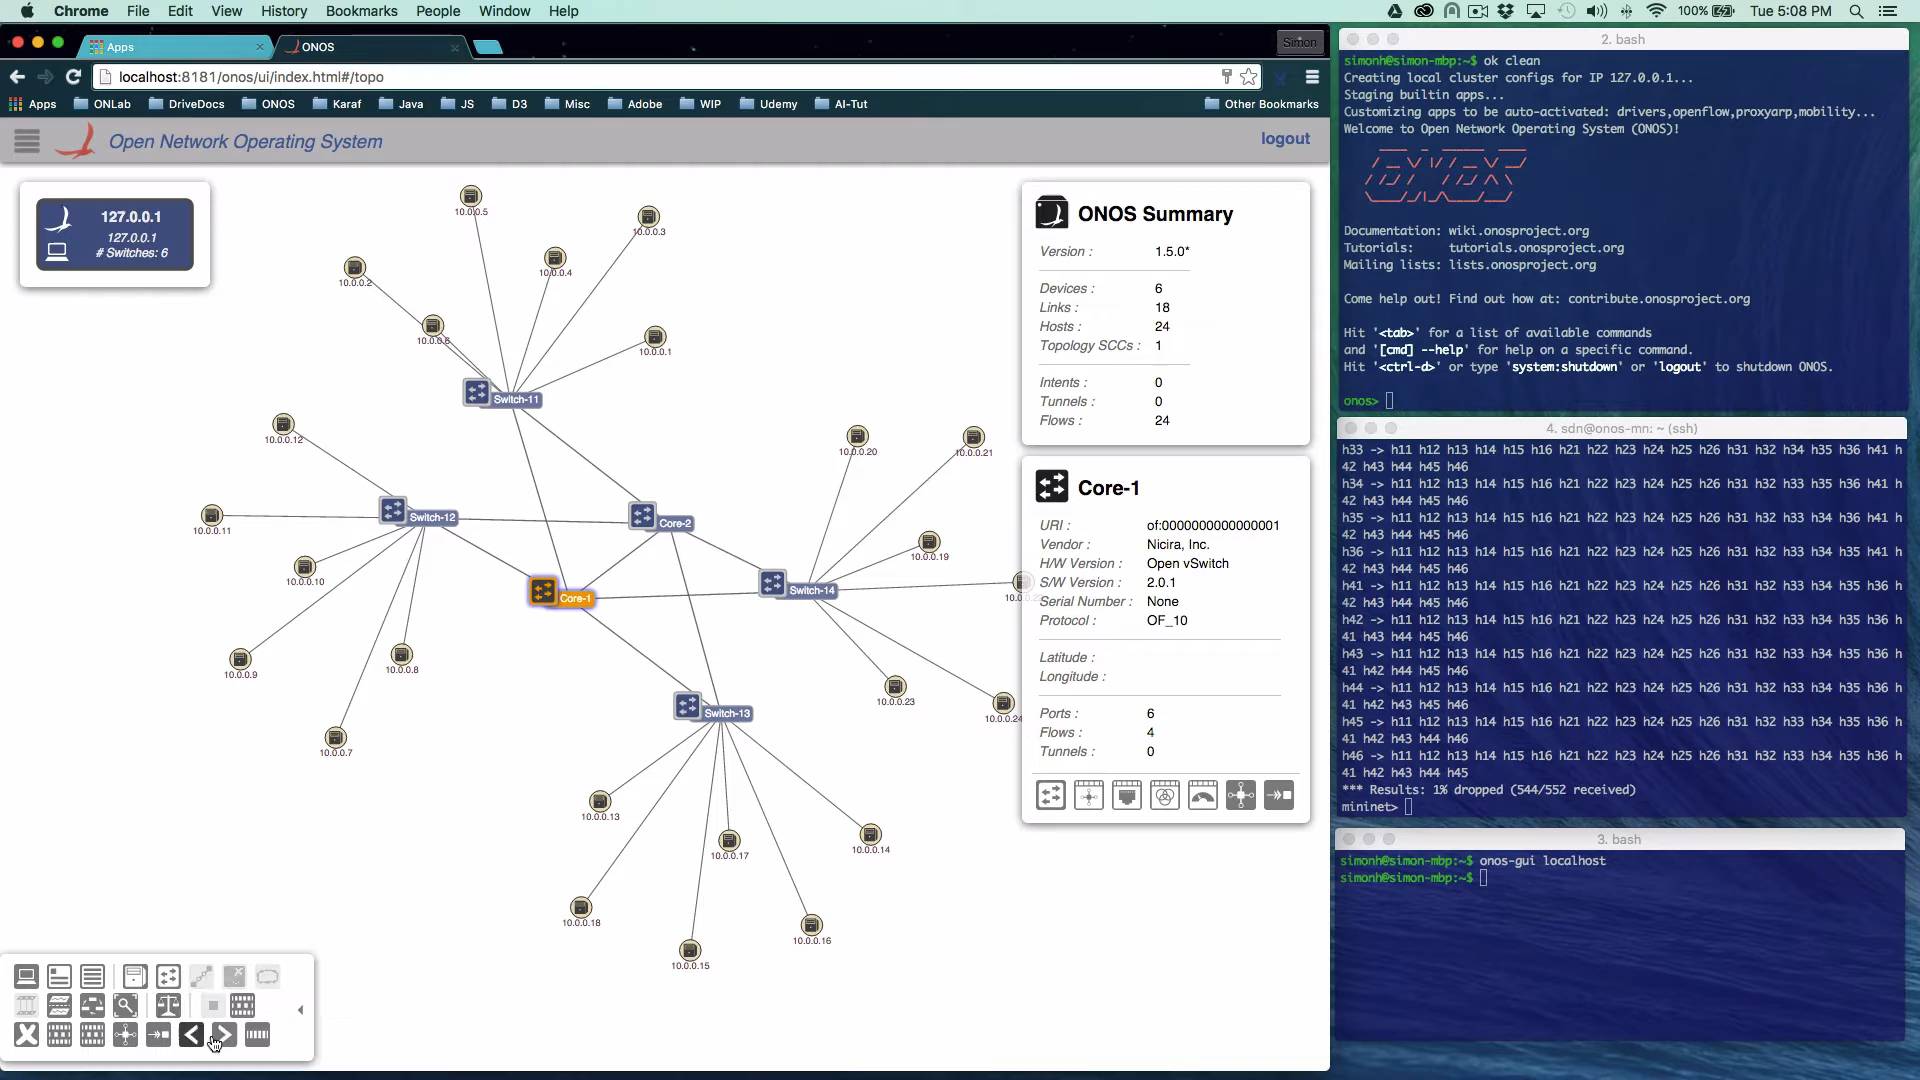 Chrome File Edit View History Bookmarks People Window Help
100% Tue 5:08 PM
Apps
ONOS
Simon
localhost:8181/onos/ui/index.html#/topo
Apps ONLab DriveDocs ONOS Karaf Java JS D3 Misc Adobe WIP Udemy AI-Tut Other Bookmarks
Open Network Operating System
logout
127.0.0.1
127.0.0.1
# Switches: 6
10.0.0.5
10.0.0.3
10.0.0.4
10.0.0.2
10.0.0.6
10.0.0.1
Switch-11
10.0.0.12
10.0.0.20
10.0.0.21
10.0.0.11
Switch-12
Core-2
10.0.0.19
10.0.0.10
Core-1
Switch-14
10.0.0.9
10.0.0.8
10.0.0.23
10.0.0.24
Switch-13
10.0.0.7
10.0.0.13
10.0.0.17
10.0.0.14
10.0.0.18
10.0.0.16
10.0.0.15
ONOS Summary
Version : 1.5.0*
Devices : 6
Links : 18
Hosts : 24
Topology SCCs : 1
Intents : 0
Tunnels : 0
Flows : 24
Core-1
URI : of:0000000000000001
Vendor : Nicira, Inc.
H/W Version : Open vSwitch
S/W Version : 2.0.1
Serial Number : None
Protocol : OF_10
Latitude :
Longitude :
Ports : 6
Flows : 4
Tunnels : 0
2. bash
simonh@simon-mbp:~$ ok clean
Creating local cluster configs for IP 127.0.0.1...
Staging builtin apps...
Customizing apps to be auto-activated: drivers,openflow,proxyarp,mobility...
Welcome to Open Network Operating System (ONOS)!
Documentation: wiki.onosproject.org
Tutorials: tutorials.onosproject.org
Mailing lists: lists.onosproject.org
Come help out! Find out how at: contribute.onosproject.org
Hit '<tab>' for a list of available commands
and '[cmd] --help' for help on a specific command.
Hit '<ctrl-d>' or type 'system:shutdown' or 'logout' to shutdown ONOS.
onos>
4. sdn@onos-mn: ~ (ssh)
h33 -> h11 h12 h13 h14 h15 h16 h21 h22 h23 h24 h25 h26 h31 h32 h34 h35 h36 h41 h
42 h43 h44 h45 h46
h34 -> h11 h12 h13 h14 h15 h16 h21 h22 h23 h24 h25 h26 h31 h32 h33 h35 h36 h41 h
42 h43 h44 h45 h46
h35 -> h11 h12 h13 h14 h15 h16 h21 h22 h23 h24 h25 h26 h31 h32 h33 h34 h36 h41 h
42 h43 h44 h45 h46
h36 -> h11 h12 h13 h14 h15 h16 h21 h22 h23 h24 h25 h26 h31 h32 h33 h34 h35 h41 h
42 h43 h44 h45 h46
h41 -> h11 h12 h13 h14 h15 h16 h21 h22 h23 h24 h25 h26 h31 h32 h33 h34 h35 h36 h
42 h43 h44 h45 h46
h42 -> h11 h12 h13 h14 h15 h16 h21 h22 h23 h24 h25 h26 h31 h32 h33 h34 h35 h36 h
41 h43 h44 h45 h46
h43 -> h11 h12 h13 h14 h15 h16 h21 h22 h23 h24 h25 h26 h31 h32 h33 h34 h35 h36 h
41 h42 h44 h45 h46
h44 -> h11 h12 h13 h14 h15 h16 h21 h22 h23 h24 h25 h26 h31 h32 h33 h34 h35 h36 h
41 h42 h43 h45 h46
h45 -> h11 h12 h13 h14 h15 h16 h21 h22 h23 h24 h25 h26 h31 h32 h33 h34 h35 h36 h
41 h42 h43 h44 h46
h46 -> h11 h12 h13 h14 h15 h16 h21 h22 h23 h24 h25 h26 h31 h32 h33 h34 h35 h36 h
41 h42 h43 h44 h45
*** Results: 1% dropped (544/552 received)
mininet>
3. bash
simonh@simon-mbp:~$ onos-gui localhost
simonh@simon-mbp:~$